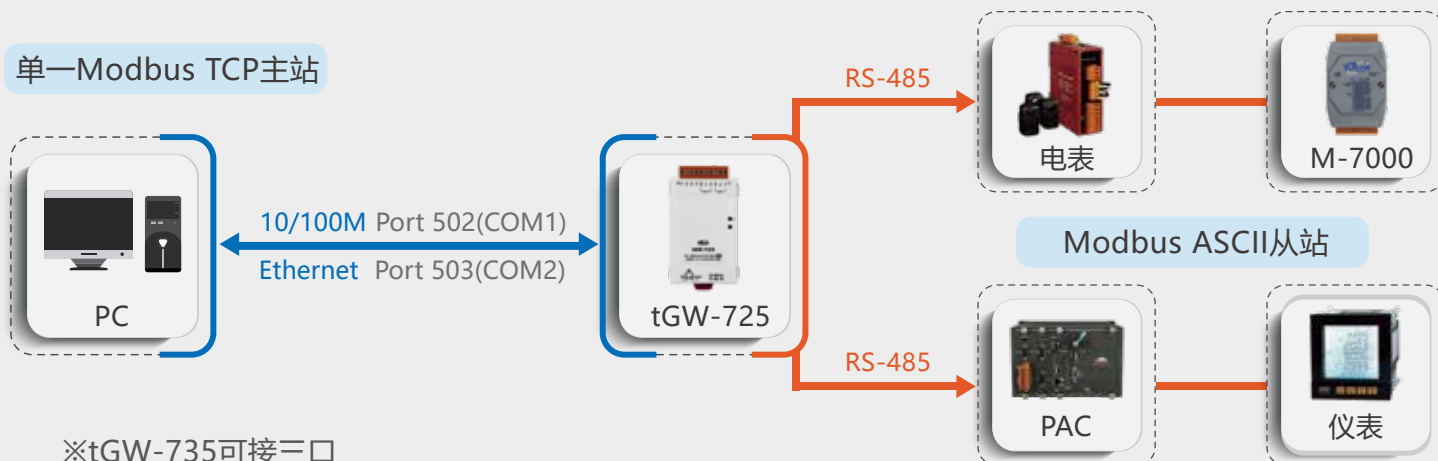 单一Modbus TCP主站
RS-485
电表
M-7000
10/100M Port 502(COM1)
Ethernet Port 503(COM2)
PC
tGW-725
Modbus ASCII从站
RS-485
PAC
仪表
※tGW-735可接三口